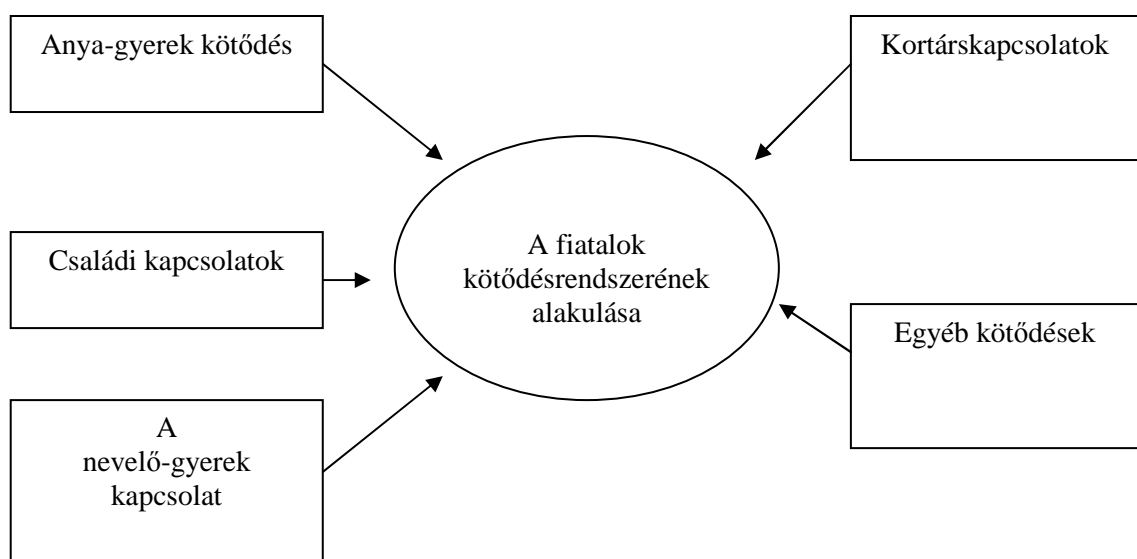 Anya-gyerek kötődés
Kortárskapcsolatok
Családi kapcsolatok
A fiatalok
kötődésrendszerének
alakulása
Egyéb kötődések
A
nevelő-gyerek
kapcsolat